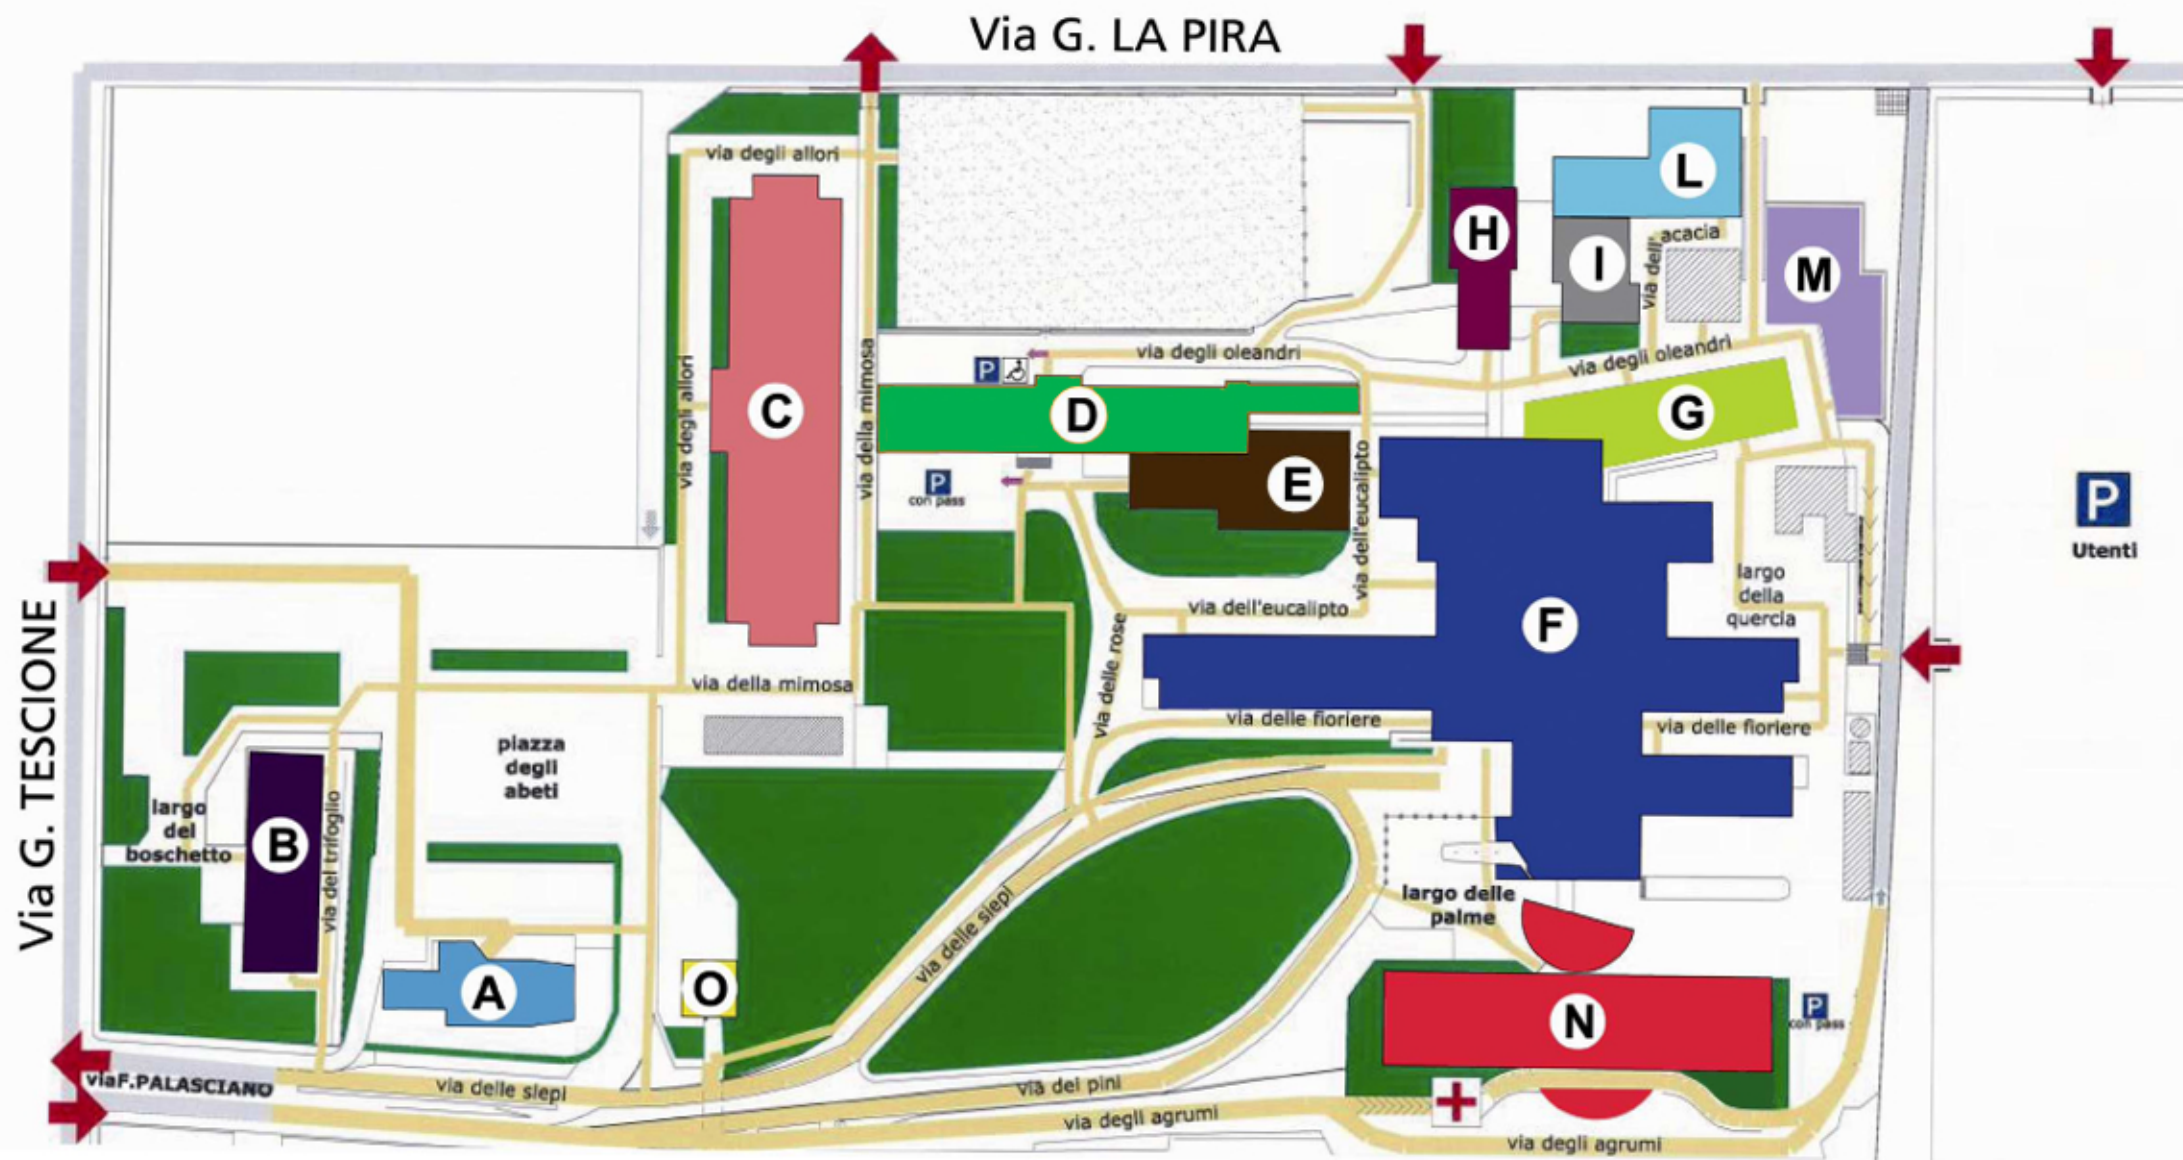 Via G. LA PIRA
via degli allori
L
H
acacia
I
via dell'
M
via degli oleandri
via degli oleandri
P
via degli allori
C
via della mimosa
D
G
P
con pass
E
via dell'eucalipto
P
Utenti
Via G. TESCIONE
largo
della
quercia
via dell'eucalipto
F
via delle rose
via della mimosa
via delle fioriere
via delle fioriere
piazza
degli
abeti
largo
del
boschetto
B
via del trifoglio
largo delle
palme
via delle siepi
A
O
N
P
con pass
viaF.PALASCIANO
via delle siepi
via dei pini
via degli agrumi
via degli agrumi